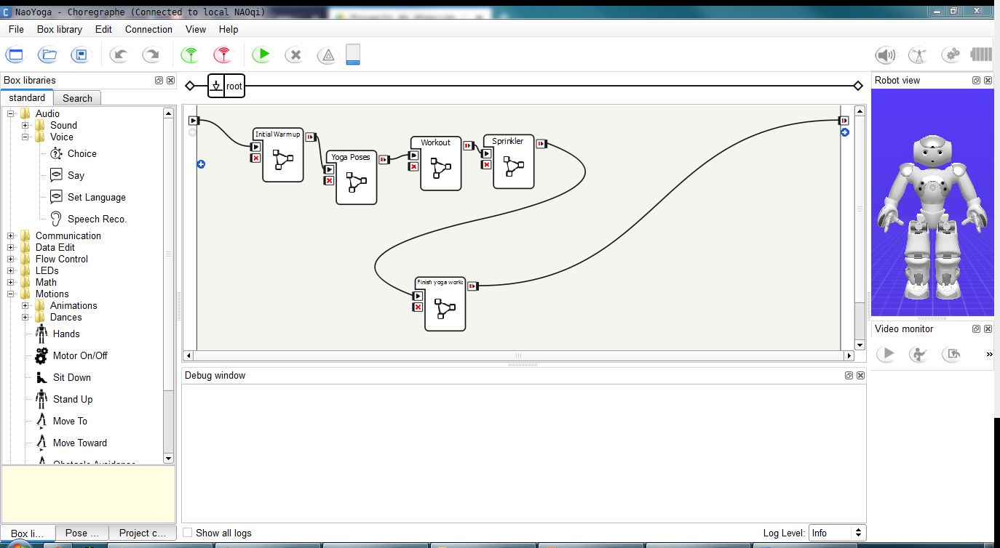 NaoYoga - Choregraphe (Connected to local NAOqi)
File Box library Edit Connection View Help
Box libraries
standard Search
Audio
Sound
Voice
Choice
Say
Set Language
Speech Reco.
Communication
Data Edit
Flow Control
LEDs
Math
Motions
Animations
Dances
Hands
Motor On/Off
Sit Down
Stand Up
Move To
Move Toward
Box li... Pose ... Project c...
root
Initial Warmup
Yoga Poses
Workout
Sprinkler
Finish yoga work
Debug window
Show all logs
Log Level: Info
Robot view
Video monitor
»